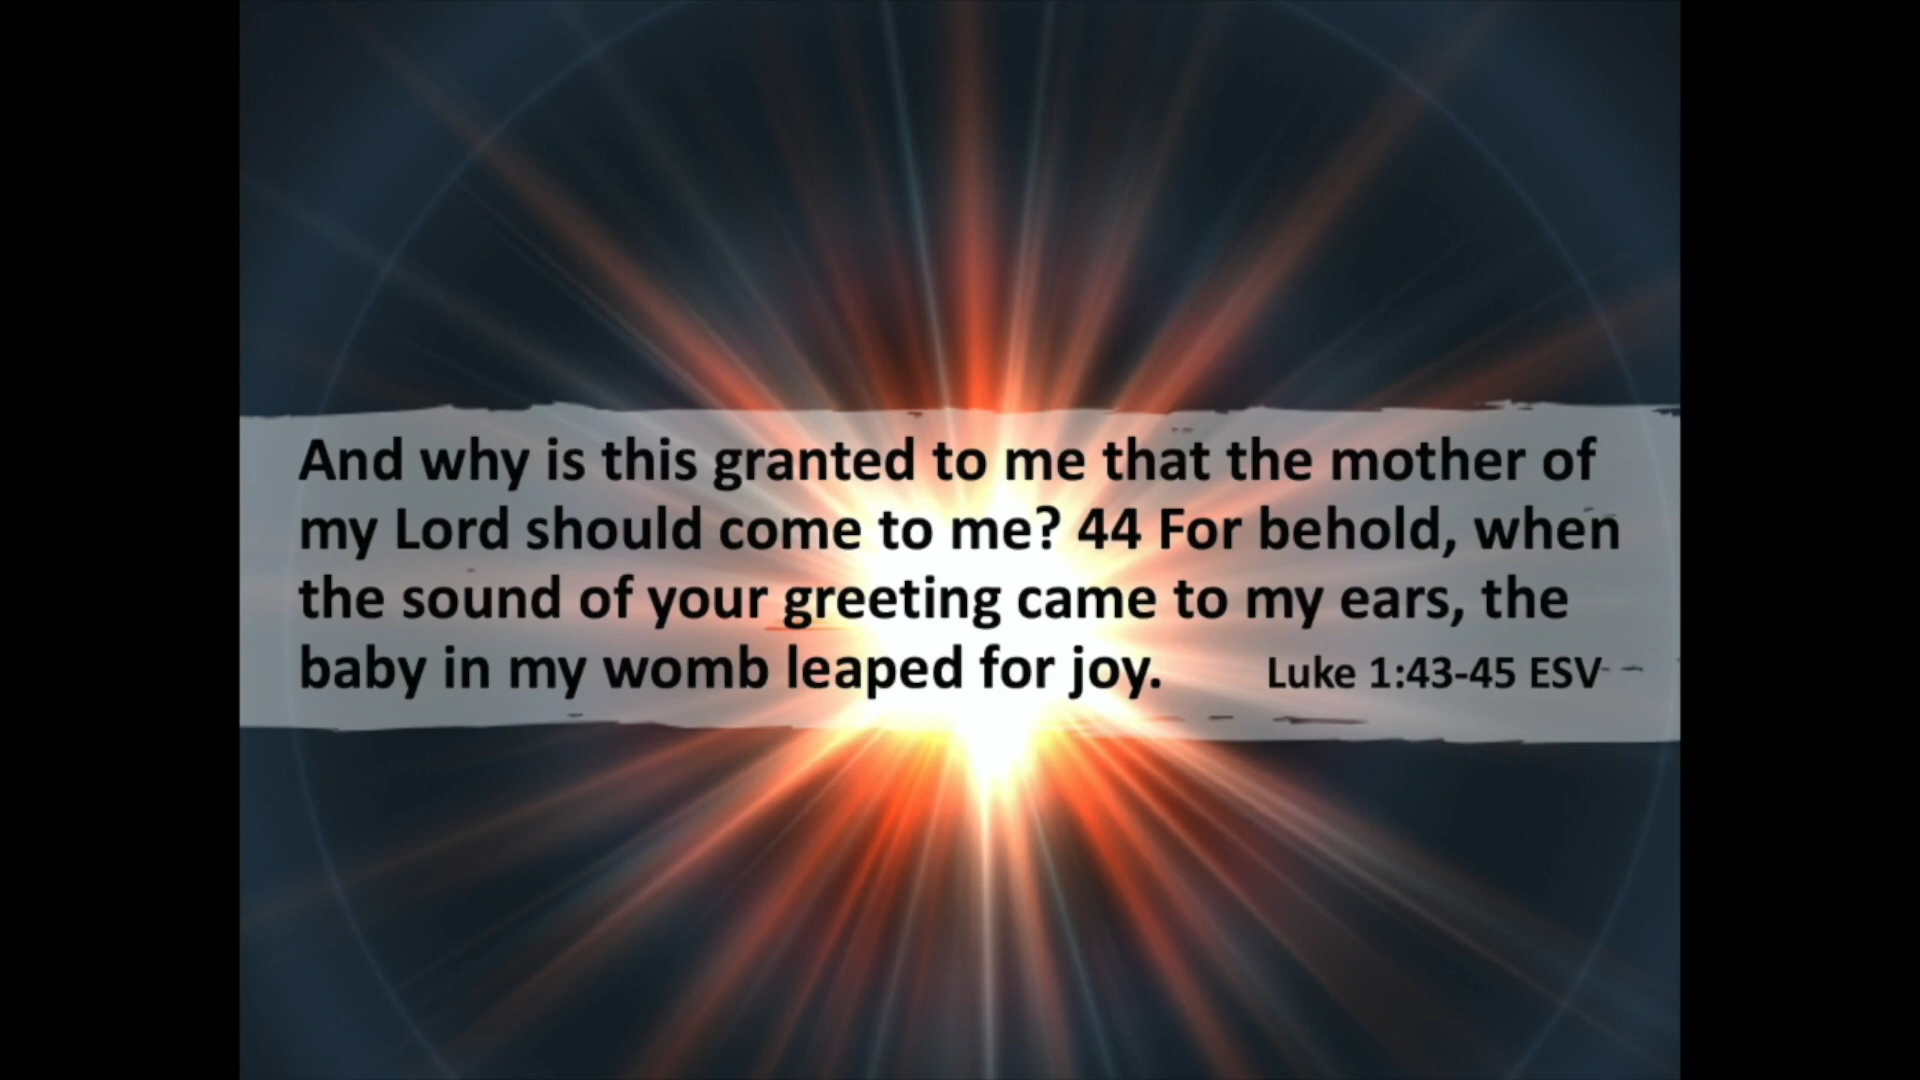 And why is this granted to me that the mother of
my Lord should come to me? 44 For behold, when
the sound of your greeting came to my ears, the
baby in my womb leaped for joy. Luke 1:43-45 ESV